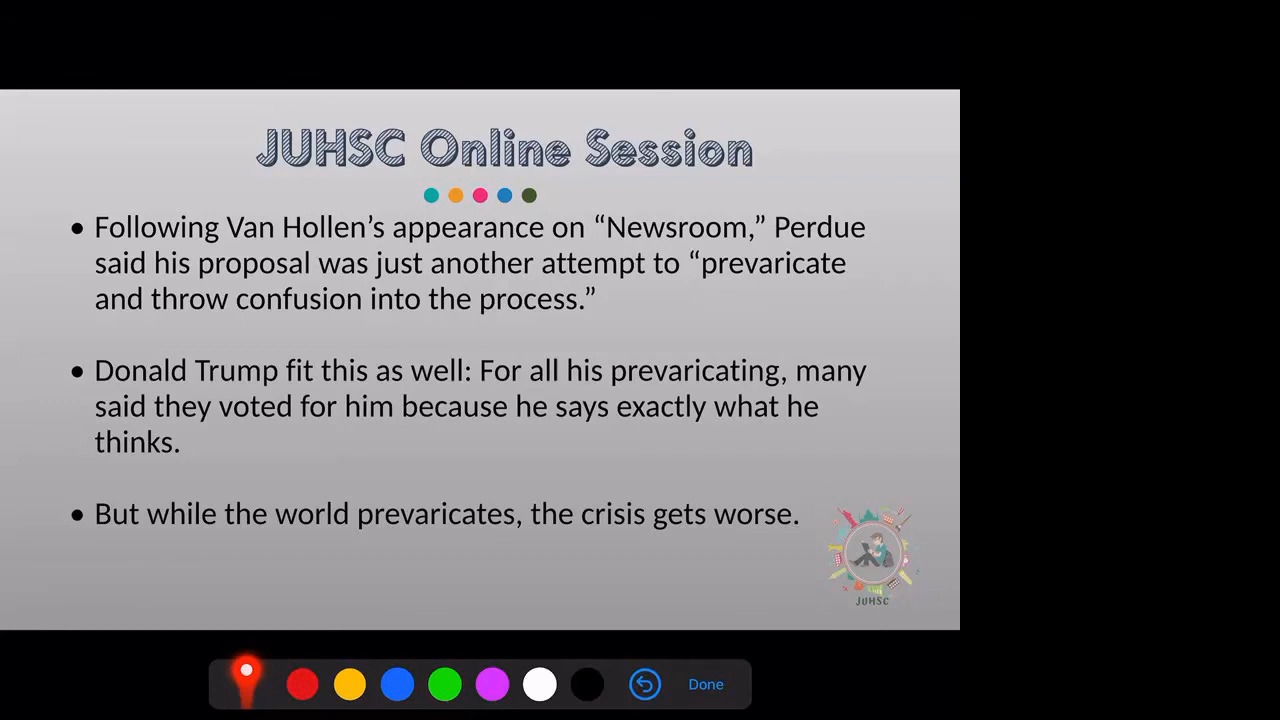 JUHSC Online Session
• Following Van Hollen’s appearance on “Newsroom,” Perdue
said his proposal was just another attempt to “prevaricate
and throw confusion into the process.”
• Donald Trump fit this as well: For all his prevaricating, many
said they voted for him because he says exactly what he
thinks.
• But while the world prevaricates, the crisis gets worse.
JUHSC
Done